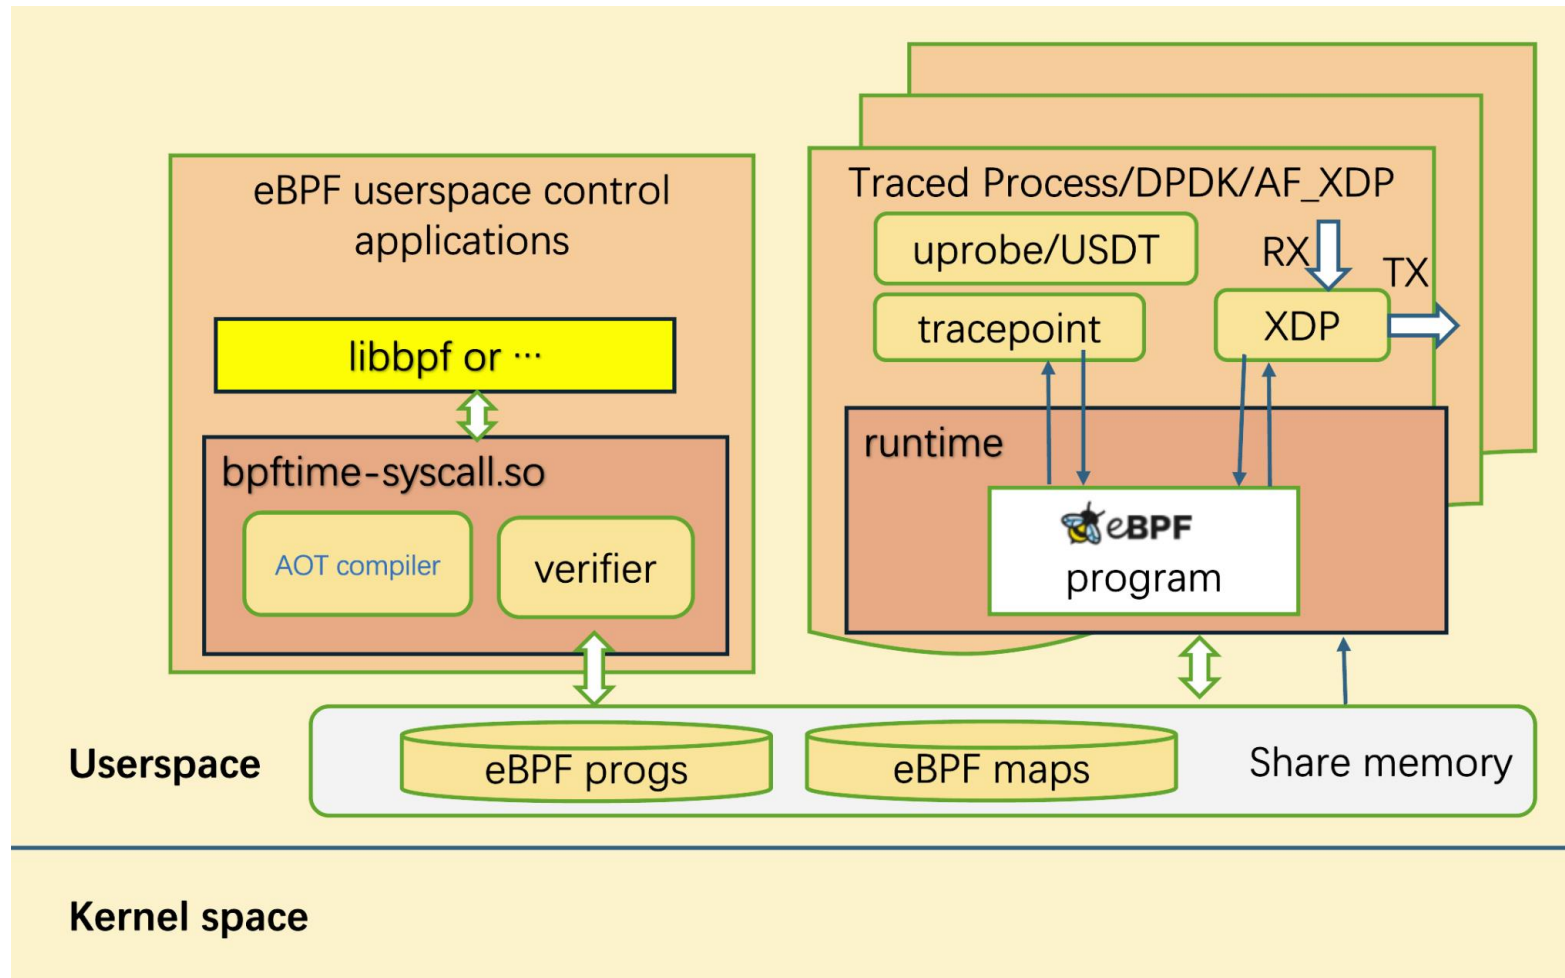 eBPF userspace control
applications
libbpf or ···
bpftime-syscall.so
AOT compiler
verifier
Traced Process/DPDK/AF_XDP
uprobe/USDT
RX
TX
tracepoint
XDP
runtime
eBPF
program
Userspace
eBPF progs
eBPF maps
Share memory
Kernel space